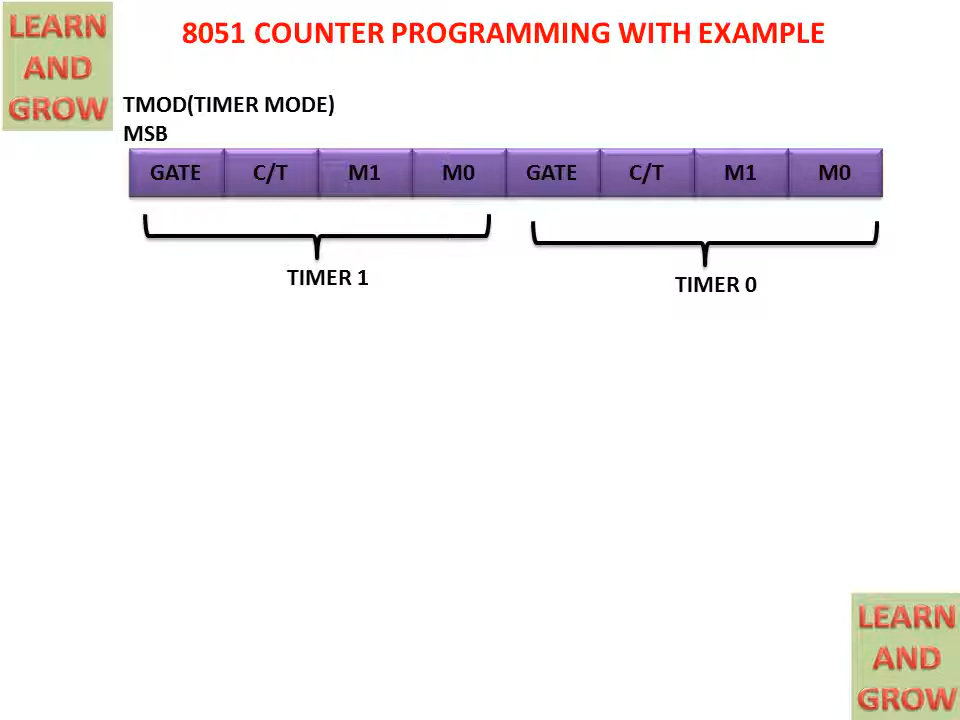 LEARN
AND
GROW
8051 COUNTER PROGRAMMING WITH EXAMPLE
TMOD(TIMER MODE)
MSB
GATE C/T M1 M0 GATE C/T M1 M0
TIMER 1
TIMER 0
LEARN
AND
GROW